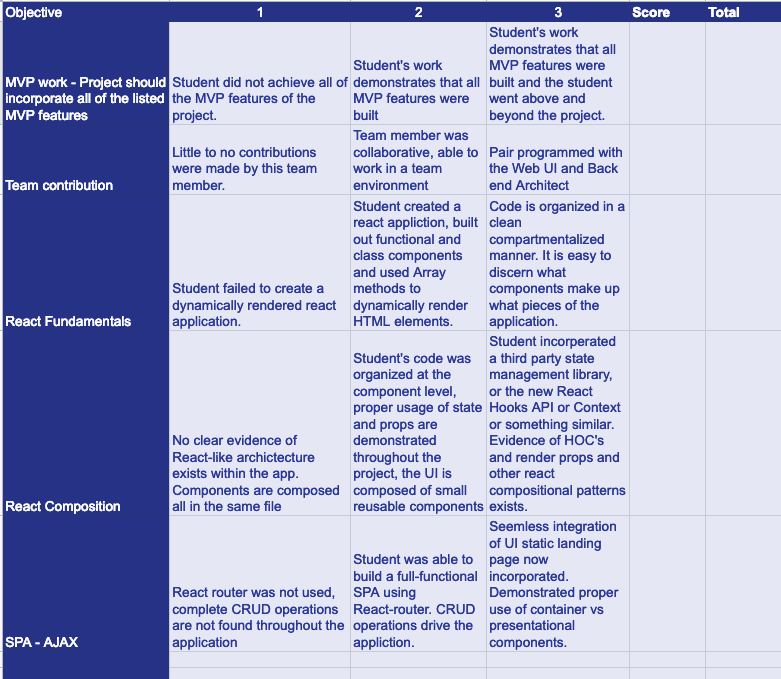 Objective 1 2 3 Score Total
MVP work - Project should
incorporate all of the listed
MVP features
Student did not achieve all of
the MVP features of the
project.
Student's work
demonstrates that all
MVP features were
built
Student's work
demonstrates that all
MVP features were
built and the student
went above and
beyond the project.
Team contribution
Little to no contributions
were made by this team
member.
Team member was
collaborative, able to
work in a team
environment
Pair programmed with
the Web UI and Back
end Architect
React Fundamentals
Student failed to create a
dynamically rendered react
application.
Student created a
react appliction, built
out functional and
class components
and used Array
methods to
dynamically render
HTML elements.
Code is organized in a
clean
compartmentalized
manner. It is easy to
discern what
components make up
what pieces of the
application.
React Composition
No clear evidence of
React-like archictecture
exists within the app.
Components are composed
all in the same file
Student's code was
organized at the
component level,
proper usage of state
and props are
demonstrated
throughout the
project, the UI is
composed of small
reusable components
Student incorperated
a third party state
management library,
or the new React
Hooks API or Context
or something similar.
Evidence of HOC's
and render props and
other react
compositional patterns
exists.
SPA - AJAX
React router was not used,
complete CRUD operations
are not found throughout the
application
Student was able to
build a full-functional
SPA using
React-router. CRUD
operations drive the
appliction.
Seemless integration
of UI static landing
page now
incorporated.
Demonstrated proper
use of container vs
presentational
components.